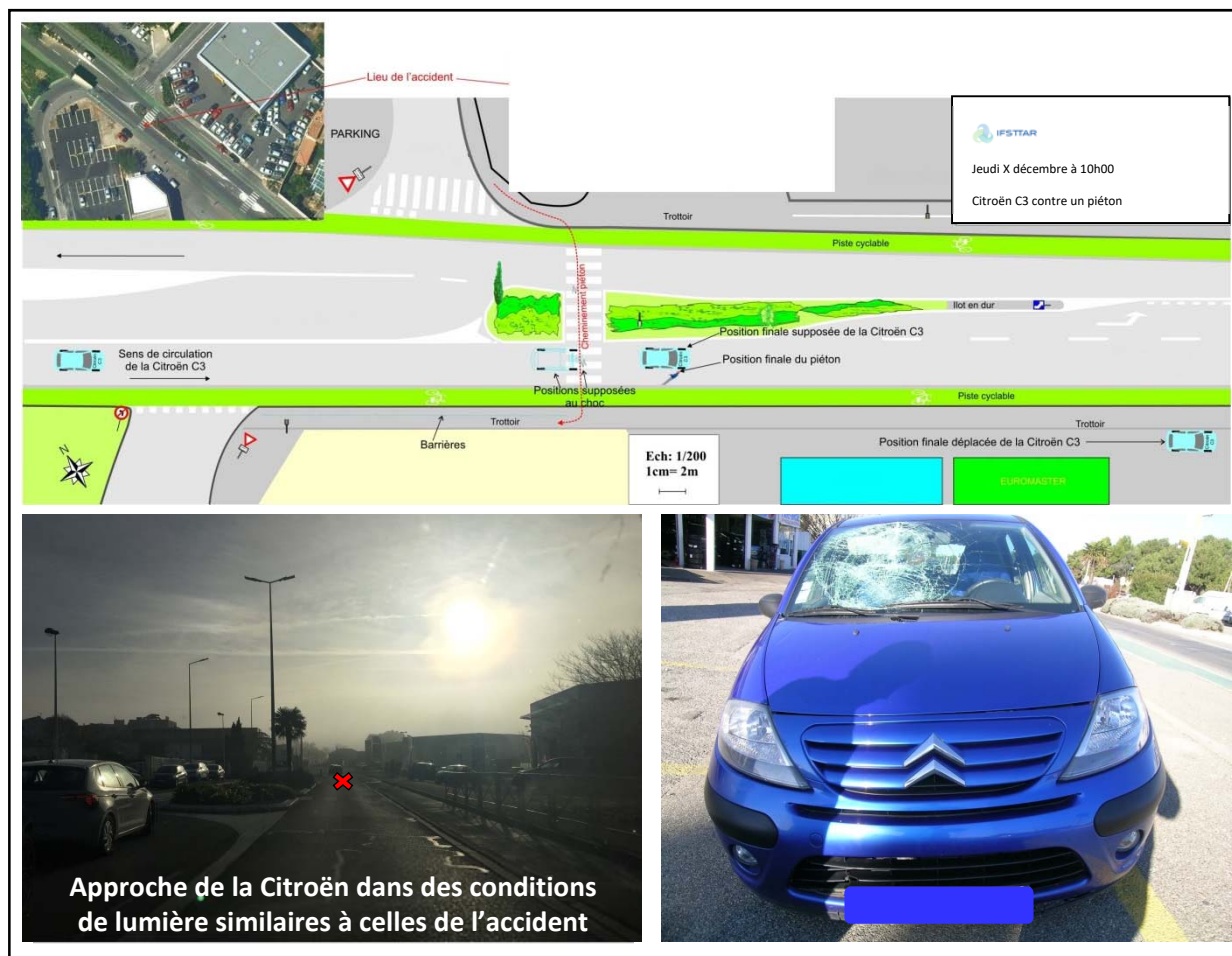 Lieu de l'accident
PARKING
IFSTTAR
Jeudi X décembre à 10h00
Citroën C3 contre un piéton
Trottoir
Piste cyclable
Cheminement piéton
Ilot en dur
Position finale supposée de la Citroën C3
Sens de circulation
de la Citroën C3
Position finale du piéton
Positions supposées
au choc
Piste cyclable
Trottoir
Trottoir
Barrières
Position finale déplacée de la Citroën C3
N
Ech: 1/200
1cm= 2m
EUROMASTER
Approche de la Citroën dans des conditions
de lumière similaires à celles de l'accident